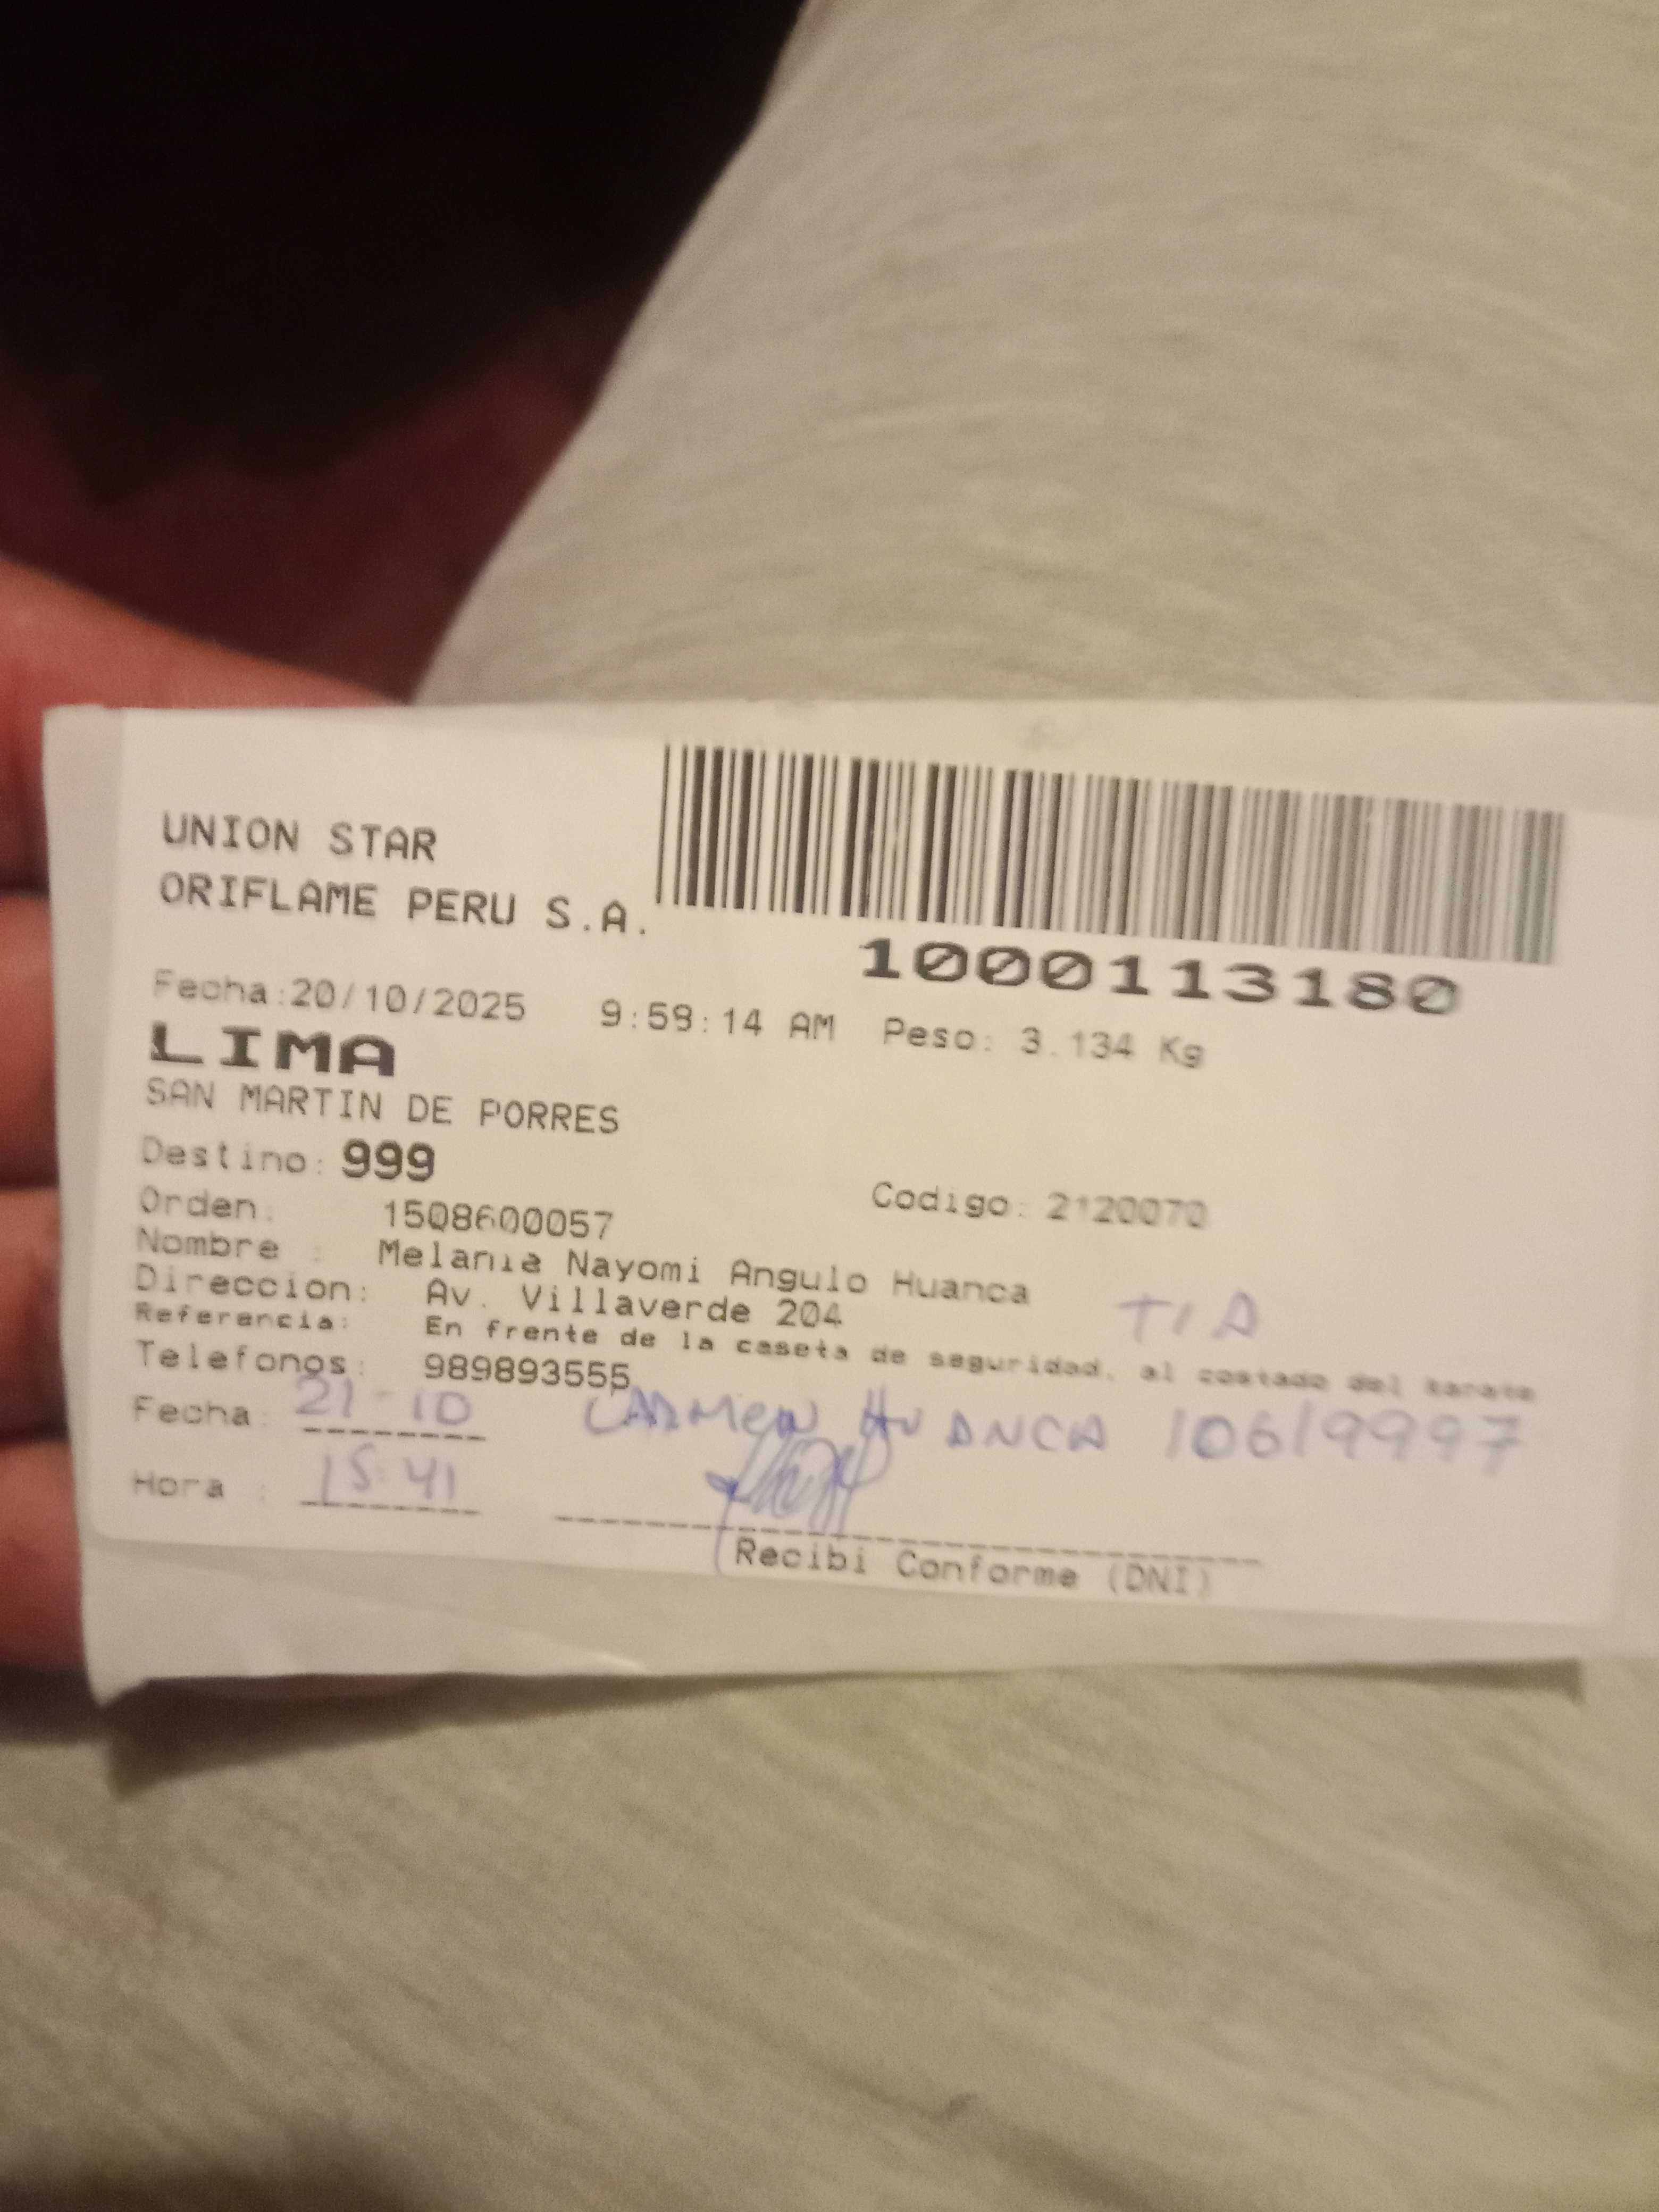 UNION STAR
ORIFLAME PERU S.A.
1000113180
Fecha:20/10/2025 9:59:14 AM Peso: 3.134 Kg
LIMA
SAN MARTIN DE PORRES
Destino: 999
Orden: 1508600057 Codigo: 2120070
Nombre : Melania Nayomi Angulo Huanca
Direccion: Av. Villaverde 204 TIA
Referencia: En frente de la caseta de seguridad, al costado del karate
Telefonos: 989893555
Fecha: 21-10 CARMEN HUANCA 10619997
Hora : 15:41
Recibi Conforme (DNI)